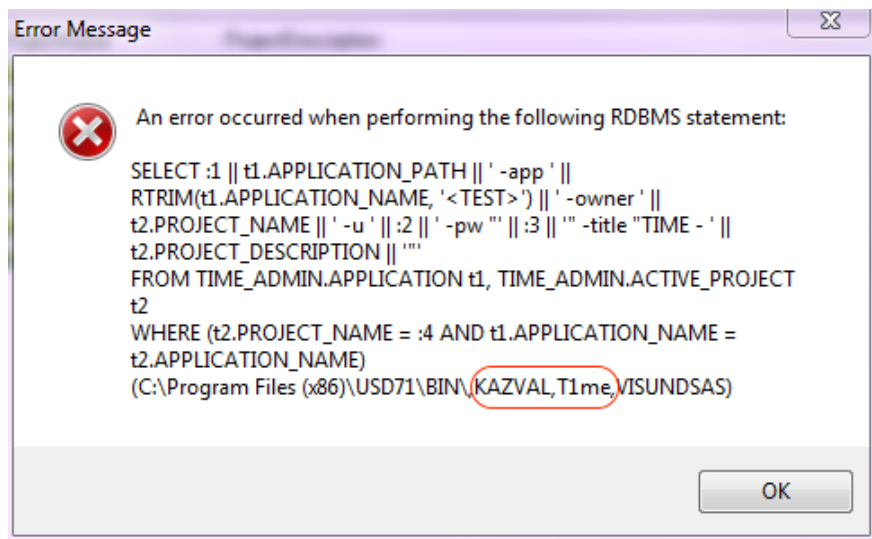 Error Message
An error occurred when performing the following RDBMS statement:
SELECT :1 || t1.APPLICATION_PATH || ' -app ' ||
RTRIM(t1.APPLICATION_NAME, '<TEST>') || ' -owner ' ||
t2.PROJECT_NAME || ' -u ' || :2 || ' -pw "' || :3 || '" -title "TIME - ' ||
t2.PROJECT_DESCRIPTION || '"'
FROM TIME_ADMIN.APPLICATION t1, TIME_ADMIN.ACTIVE_PROJECT
t2
WHERE (t2.PROJECT_NAME = :4 AND t1.APPLICATION_NAME =
t2.APPLICATION_NAME)
(C:\Program Files (x86)\USD71\BIN\,KAZVAL,T1me,VISUNDSAS)
OK